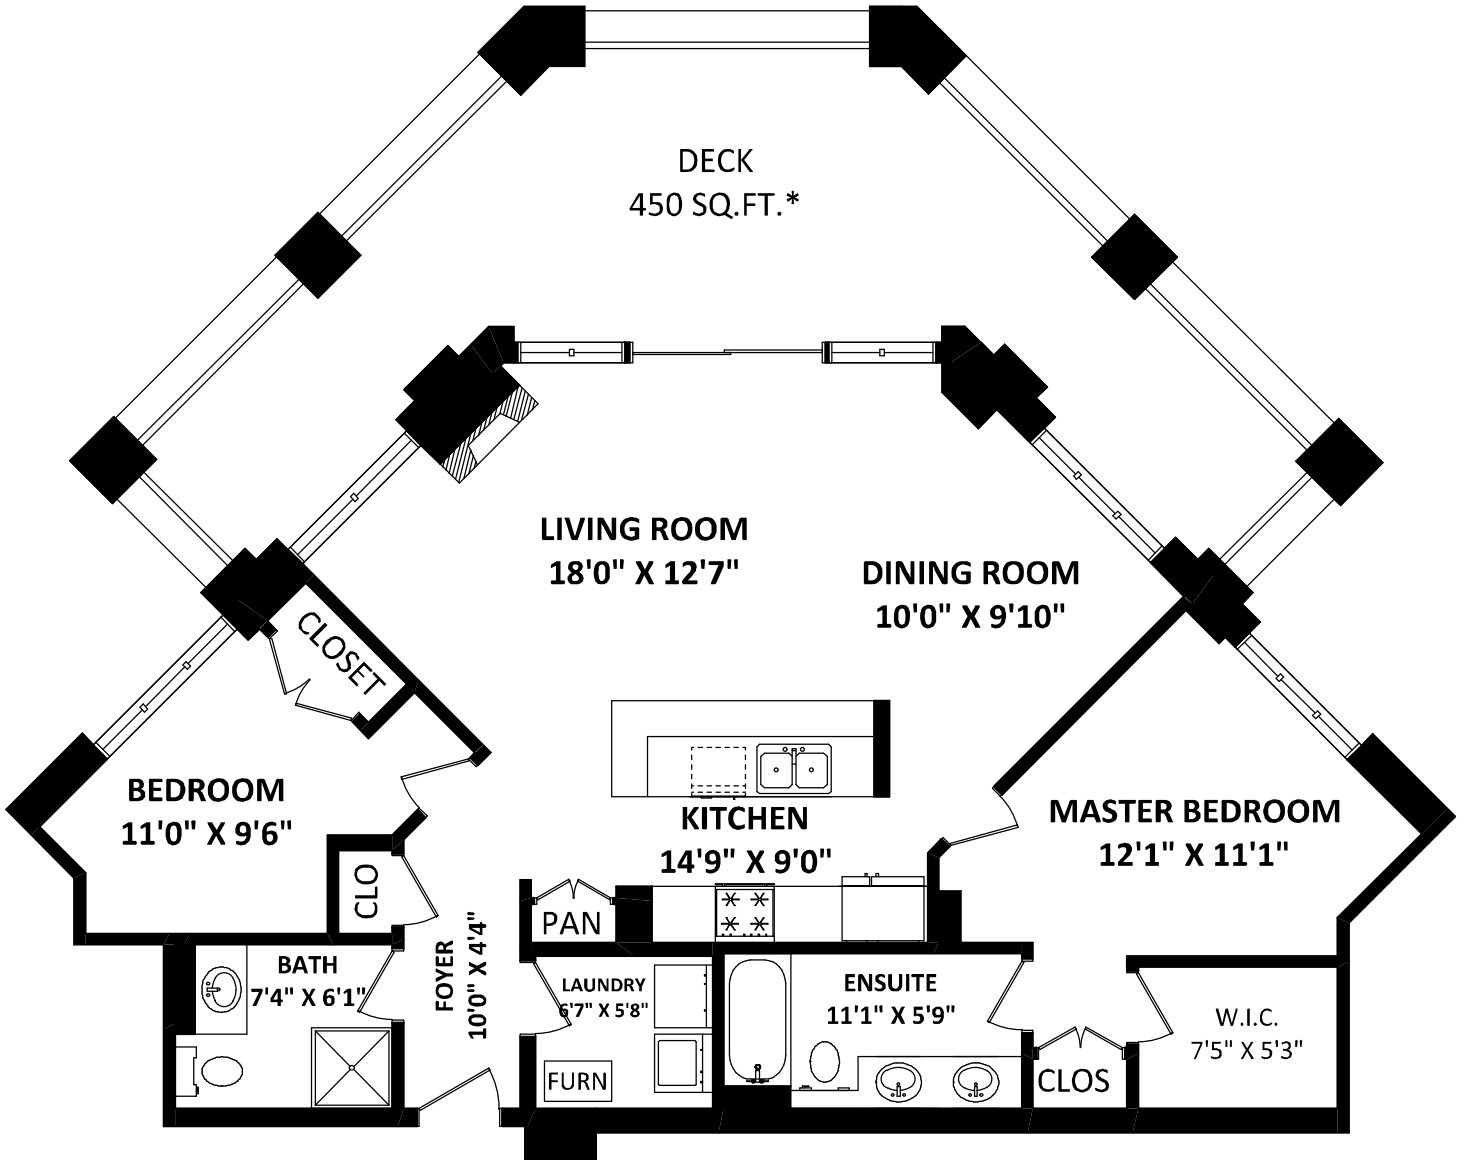 DECK
450 SQ.FT.*
LIVING ROOM
18'0" X 12'7"
DINING ROOM
10'0" X 9'10"
CLOSET
BEDROOM
11'0" X 9'6"
KITCHEN
14'9" X 9'0"
MASTER BEDROOM
12'1" X 11'1"
CLO
PAN
FOYER
10'0" X 4'4"
BATH
7'4" X 6'1"
LAUNDRY
6'7" X 5'8"
FURN
ENSUITE
11'1" X 5'9"
CLOS
W.I.C.
7'5" X 5'3"